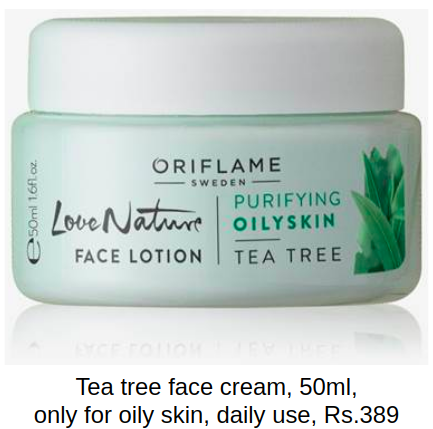 ORIFLAME
SWEDEN
Love Nature
FACE LOTION
PURIFYING
OILYSKIN
TEA TREE
e50ml 1.6fl.oz.
Tea tree face cream, 50ml,
only for oily skin, daily use, Rs.389